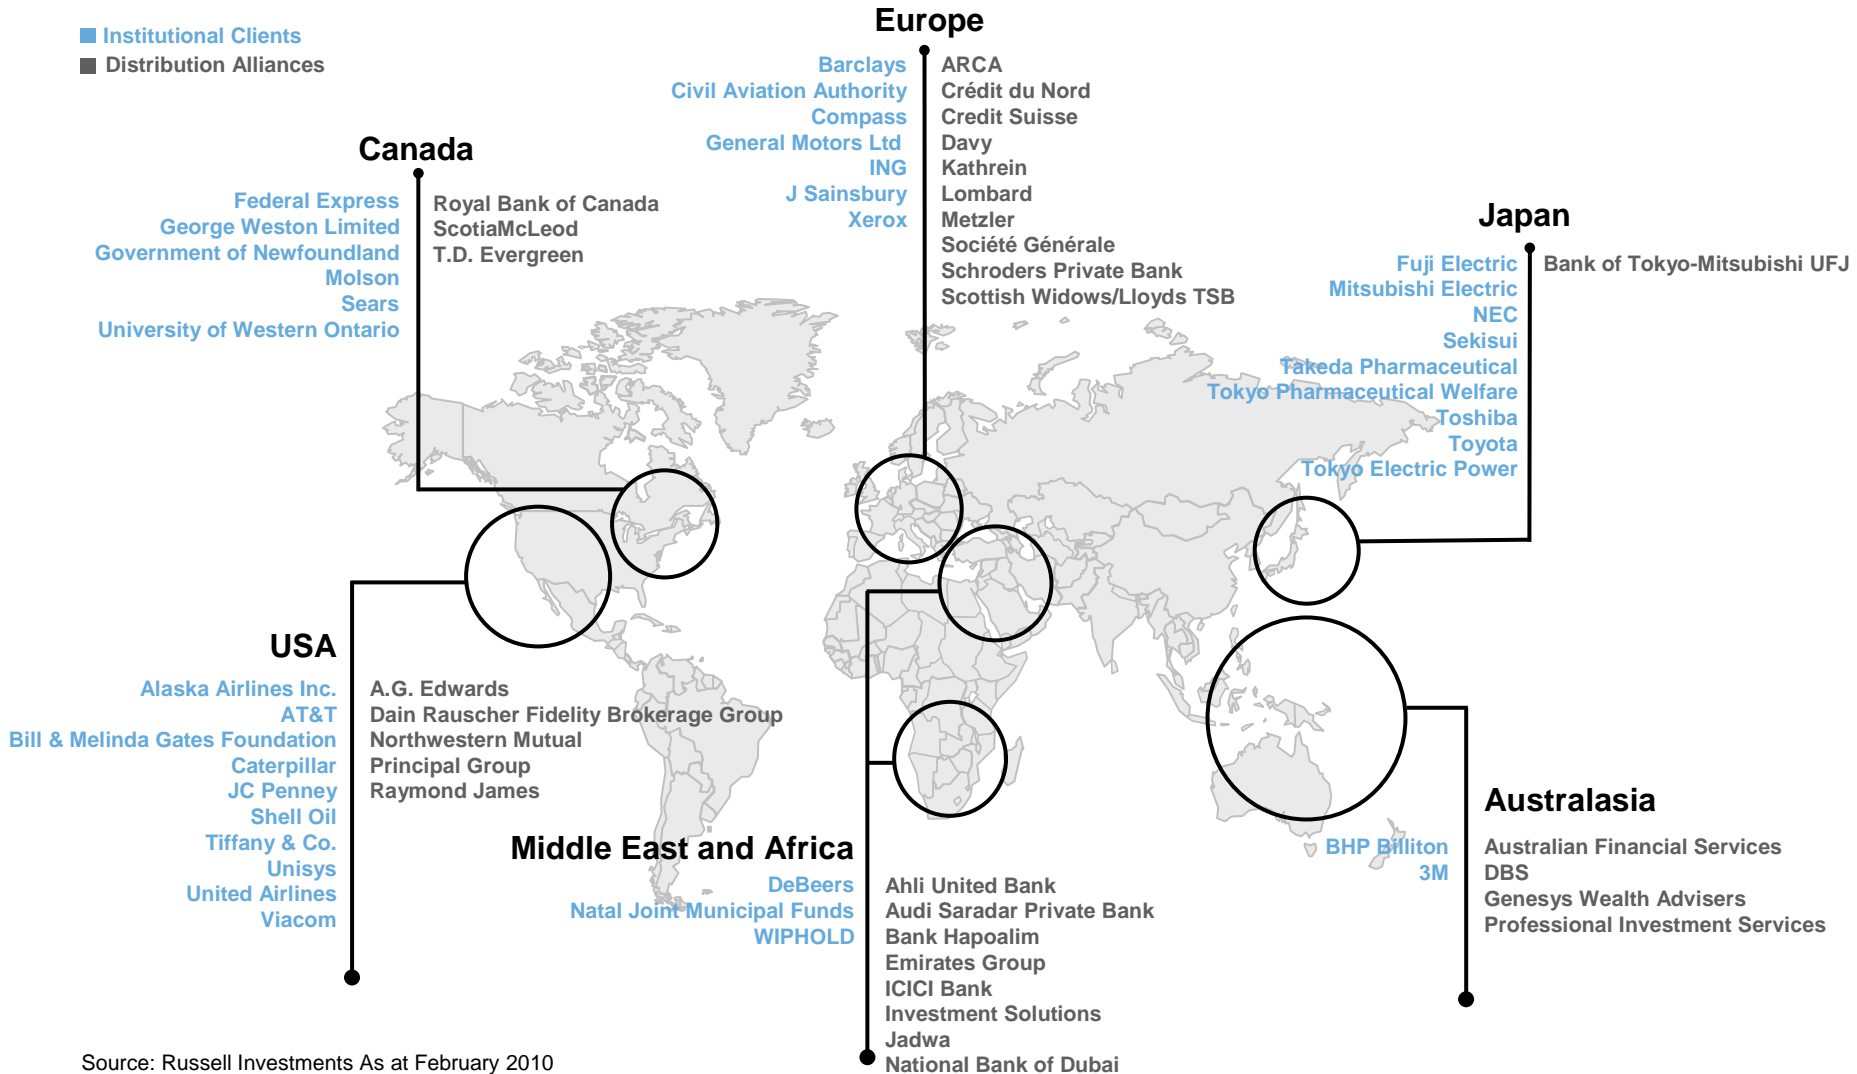 Institutional Clients
Distribution Alliances
Europe
Barclays
Civil Aviation Authority
Compass
General Motors Ltd
ING
J Sainsbury
Xerox
ARCA
Crédit du Nord
Credit Suisse
Davy
Kathrein
Lombard
Metzler
Société Générale
Schroders Private Bank
Scottish Widows/Lloyds TSB
Canada
Federal Express
George Weston Limited
Government of Newfoundland
Molson
Sears
University of Western Ontario
Royal Bank of Canada
ScotiaMcLeod
T.D. Evergreen
Japan
Fuji Electric
Mitsubishi Electric
NEC
Sekisui
Takeda Pharmaceutical
Tokyo Pharmaceutical Welfare
Toshiba
Toyota
Tokyo Electric Power
Bank of Tokyo-Mitsubishi UFJ
USA
Alaska Airlines Inc.
AT&T
Bill & Melinda Gates Foundation
Caterpillar
JC Penney
Shell Oil
Tiffany & Co.
Unisys
United Airlines
Viacom
A.G. Edwards
Dain Rauscher Fidelity Brokerage Group
Northwestern Mutual
Principal Group
Raymond James
Middle East and Africa
DeBeers
Natal Joint Municipal Funds
WIPHOLD
Ahli United Bank
Audi Saradar Private Bank
Bank Hapoalim
Emirates Group
ICICI Bank
Investment Solutions
Jadwa
National Bank of Dubai
Australasia
BHP Billiton
3M
Australian Financial Services
DBS
Genesys Wealth Advisers
Professional Investment Services
Source: Russell Investments As at February 2010